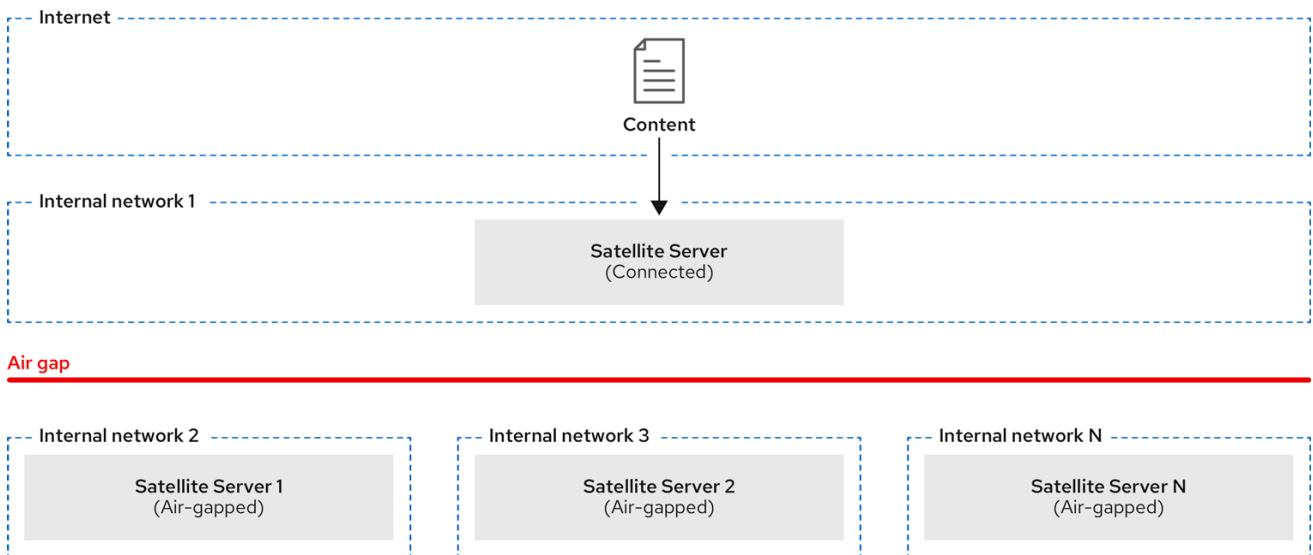 Internet
Content
Internal network 1
Satellite Server
(Connected)
Air gap
Internal network 2
Satellite Server 1
(Air-gapped)
Internal network 3
Satellite Server 2
(Air-gapped)
Internal network N
Satellite Server N
(Air-gapped)